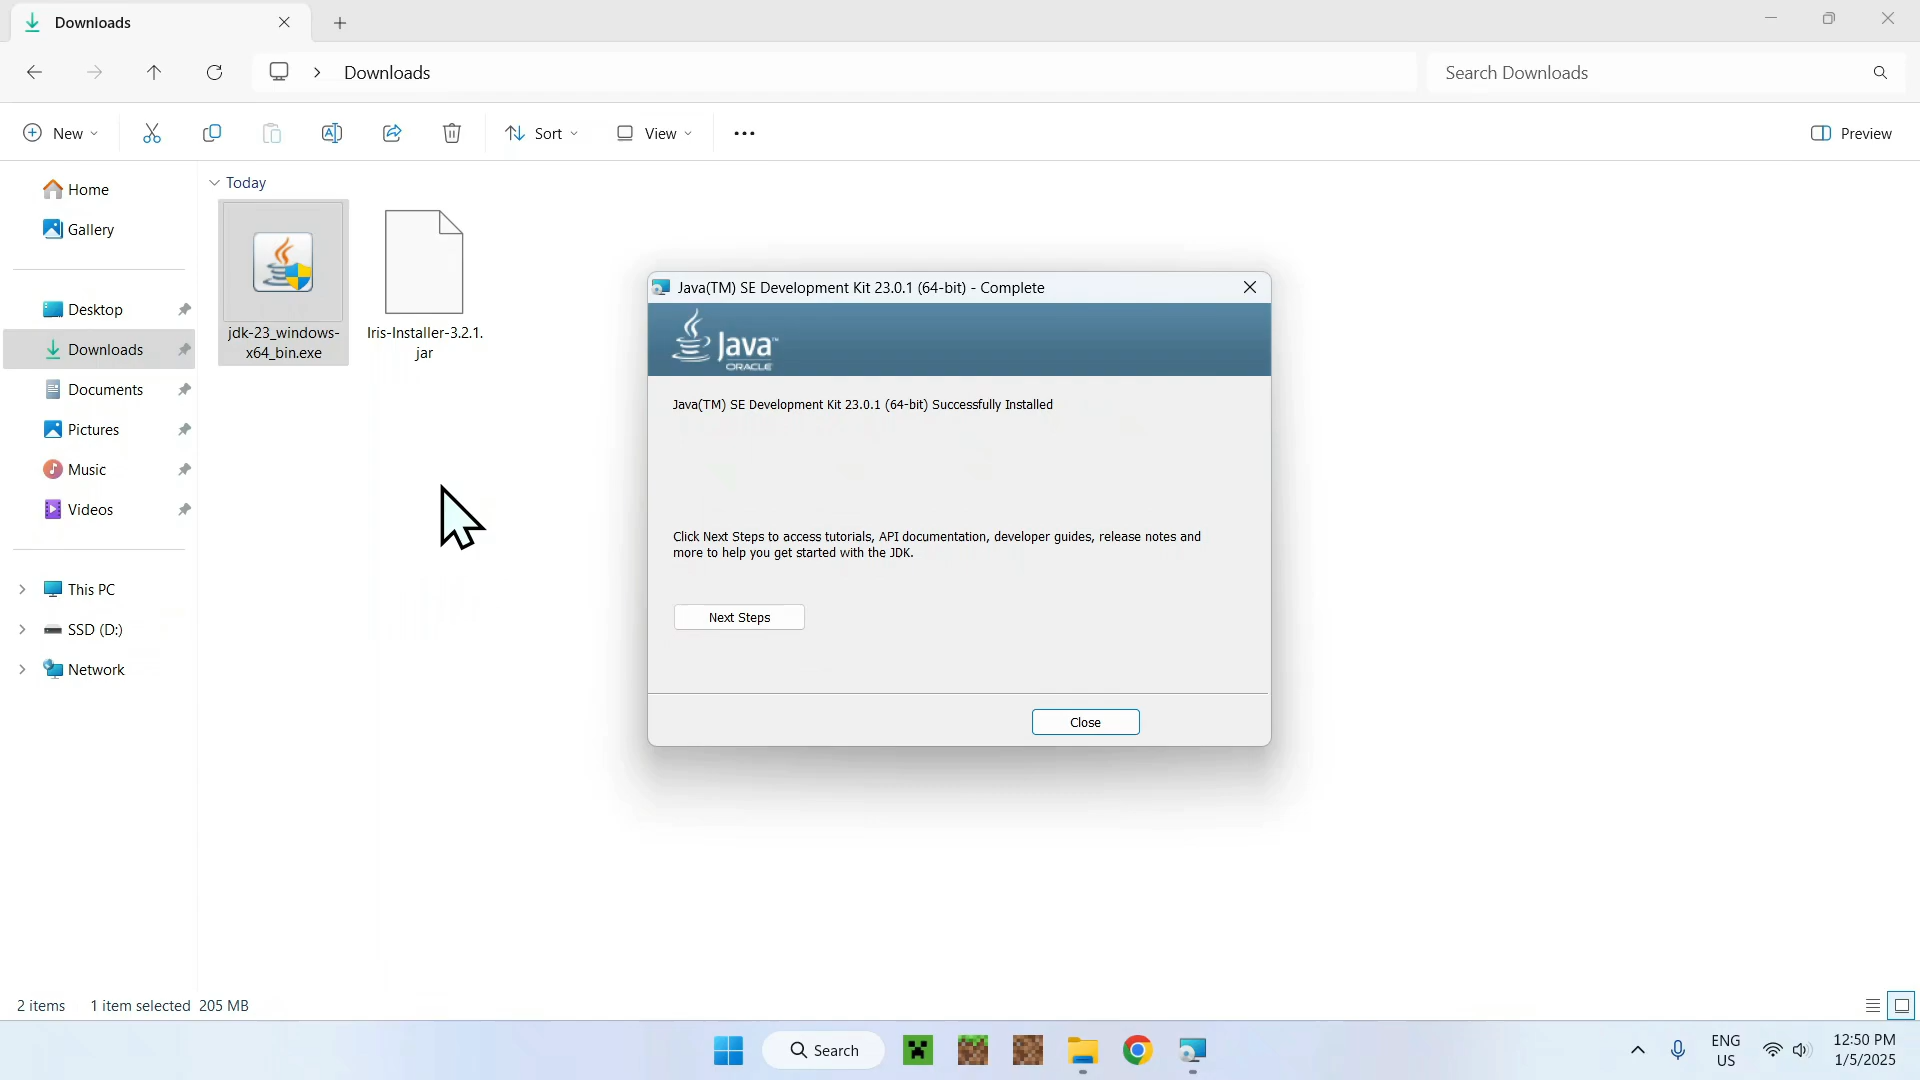 Downloads
Downloads
Search Downloads
New
Sort
View
Preview
Home
Gallery
Desktop
Downloads
Documents
Pictures
Music
Videos
This PC
SSD (D:)
Network
Today
jdk-23_windows-
x64_bin.exe
Iris-Installer-3.2.1.
jar
Java(TM) SE Development Kit 23.0.1 (64-bit) - Complete
Java™
ORACLE
Java(TM) SE Development Kit 23.0.1 (64-bit) Successfully Installed
Click Next Steps to access tutorials, API documentation, developer guides, release notes and
more to help you get started with the JDK.
Next Steps
Close
2 items 1 item selected 205 MB
Search
ENG
US
12:50 PM
1/5/2025